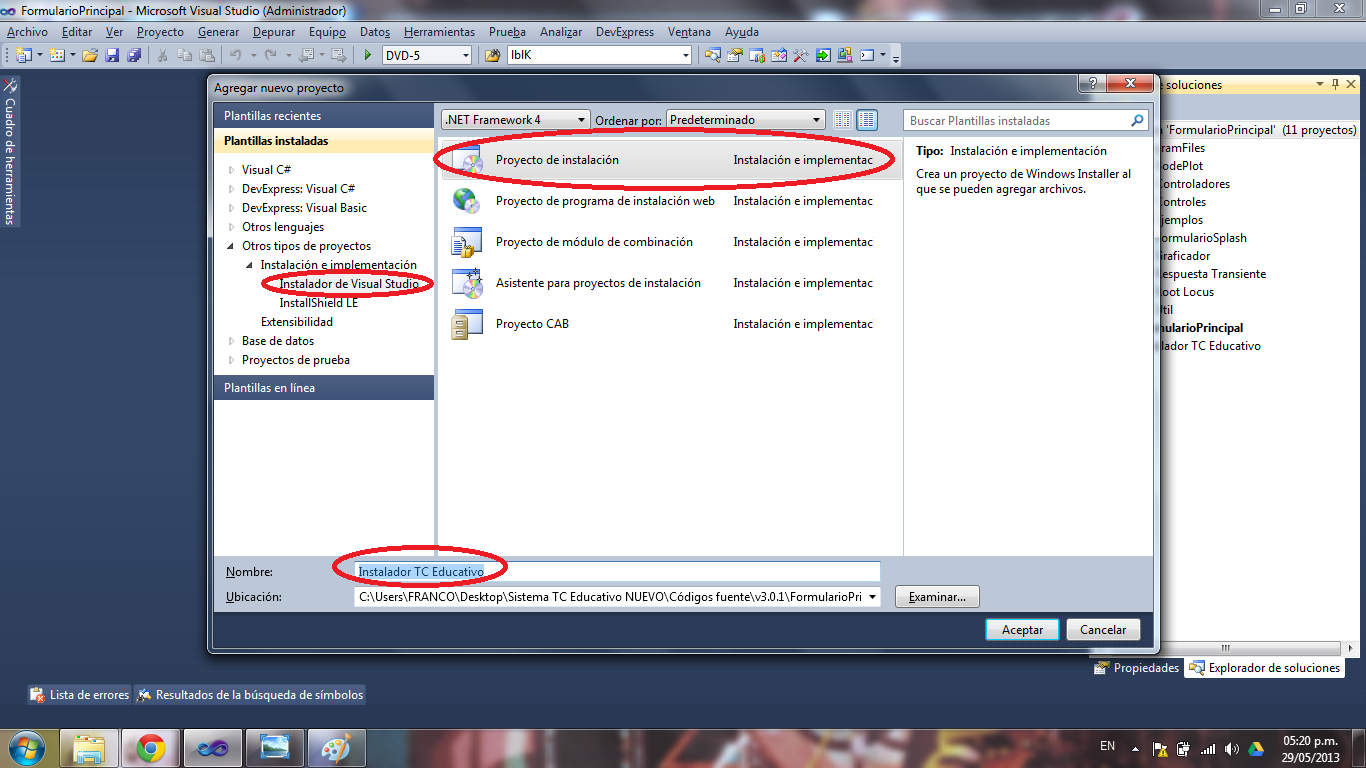 FormularioPrincipal - Microsoft Visual Studio (Administrador)
Archivo Editar Ver Proyecto Generar Depurar Equipo Datos Herramientas Prueba Analizar DevExpress Ventana Ayuda
DVD-5 lblK
Cuadro de herramientas
Agregar nuevo proyecto
Plantillas recientes
Plantillas instaladas
Visual C#
DevExpress: Visual C#
DevExpress: Visual Basic
Otros lenguajes
Otros tipos de proyectos
Instalación e implementación
Instalador de Visual Studio
InstallShield LE
Extensibilidad
Base de datos
Proyectos de prueba
Plantillas en línea
.NET Framework 4 Ordenar por: Predeterminado
Proyecto de instalación Instalación e implementac
Proyecto de programa de instalación web Instalación e implementac
Proyecto de módulo de combinación Instalación e implementac
Asistente para proyectos de instalación Instalación e implementac
Proyecto CAB Instalación e implementac
Buscar Plantillas instaladas
Tipo: Instalación e implementación
Crea un proyecto de Windows Installer al
que se pueden agregar archivos.
Nombre: Instalador TC Educativo
Ubicación: C:\Users\FRANCO\Desktop\Sistema TC Educativo NUEVO\Códigos fuente\v3.0.1\FormularioPri
Examinar...
Aceptar Cancelar
e soluciones
'FormularioPrincipal' (11 proyectos)
ramFiles
odePlot
ontroladores
ontroles
jemplos
ormularioSplash
raficador
espuesta Transiente
oot Locus
til
nularioPrincipal
lador TC Educativo
Propiedades Explorador de soluciones
Lista de errores Resultados de la búsqueda de símbolos
EN
05:20 p.m.
29/05/2013